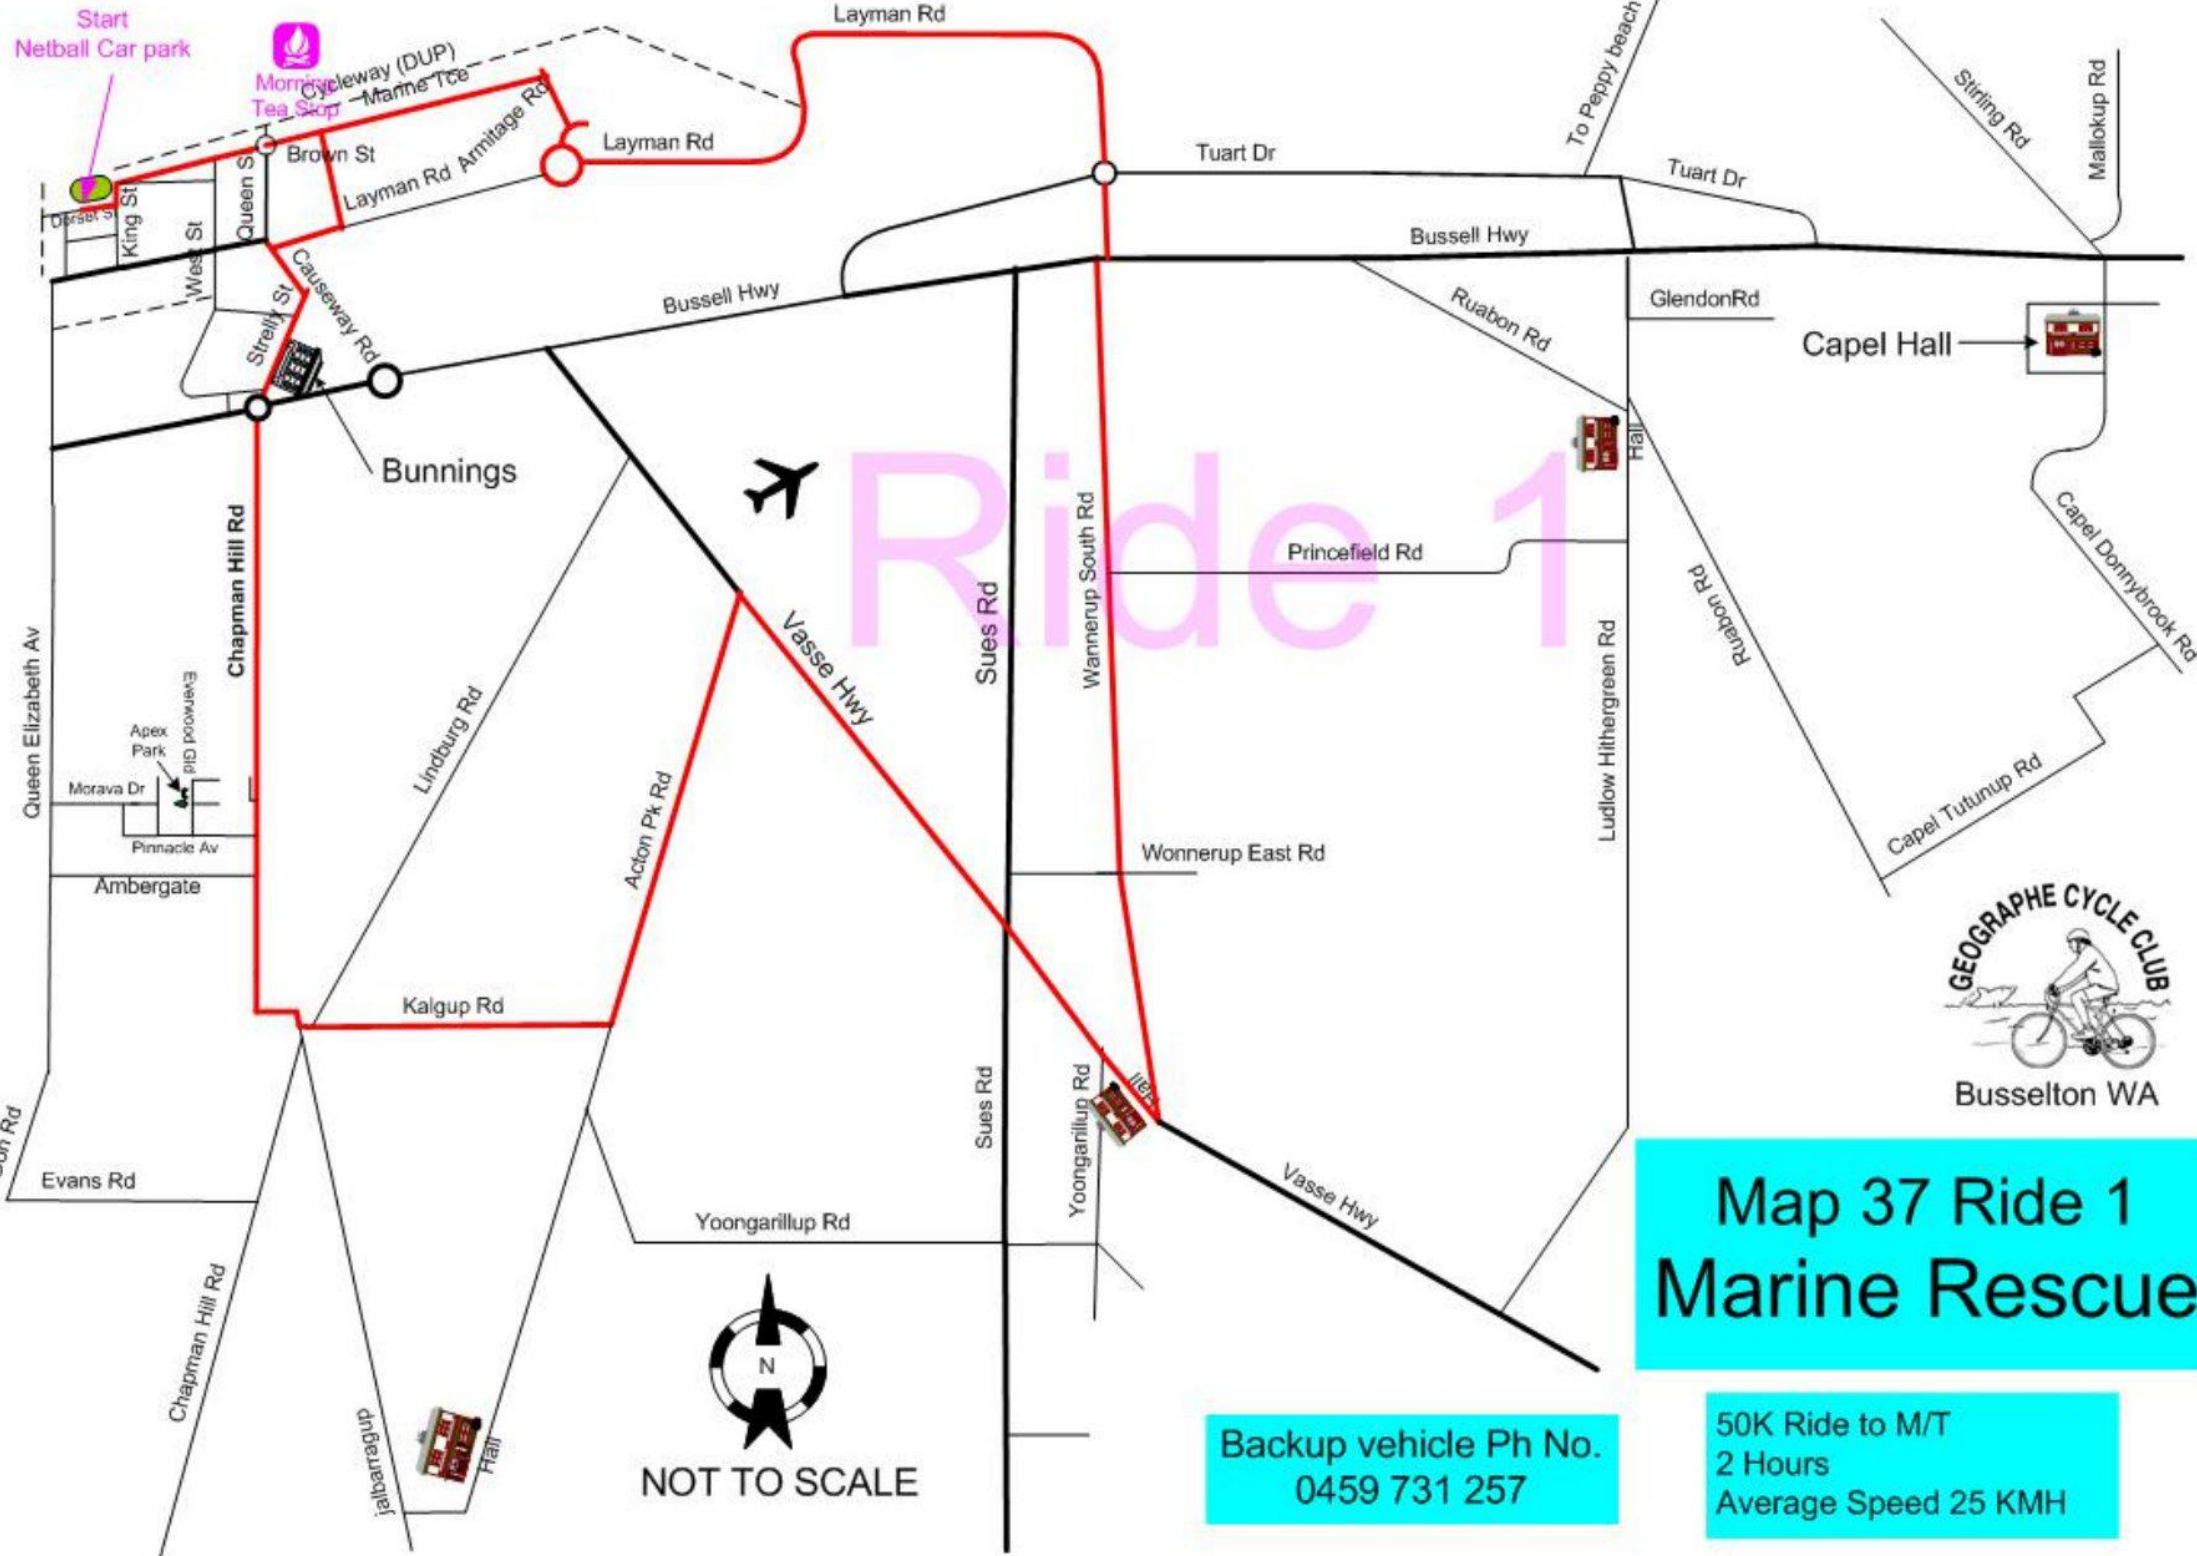 Start
Netball Car park
Morning
Tea Stop
Cycleway (DUP)
Marine Tce
Layman Rd
Armitage Rd
Layman Rd
Layman Rd
Brown St
Queen St
Dorset St
King St
West St
Causeway Rd
Strelly St
Bunnings
Bussell Hwy
Tuart Dr
To Peppy beach
Tuart Dr
Bussell Hwy
Stirling Rd
Mallokup Rd
Ruabon Rd
GlendonRd
Capel Hall
Hall
Ride 1
Chapman Hill Rd
Queen Elizabeth Av
Everwood Gld
Apex
Park
Morava Dr
Pinnacle Av
Ambergate
Lindburg Rd
Acton Pk Rd
Vasse Hwy
Sues Rd
Wannerup South Rd
Princefield Rd
Ludlow Hithergreen Rd
Ruabon Rd
Capel Donnybrook Rd
Capel Tutunup Rd
Wonnerup East Rd
Kalgup Rd
Sues Rd
Yoongarillup Rd
Hall
Vasse Hwy
GEOGRAPHE CYCLE CLUB
Busselton WA
Evans Rd
Yoongarillup Rd
Chapman Hill Rd
jalbarragup
Hall
N
NOT TO SCALE
Map 37 Ride 1
Marine Rescue
Backup vehicle Ph No.
0459 731 257
50K Ride to M/T
2 Hours
Average Speed 25 KMH